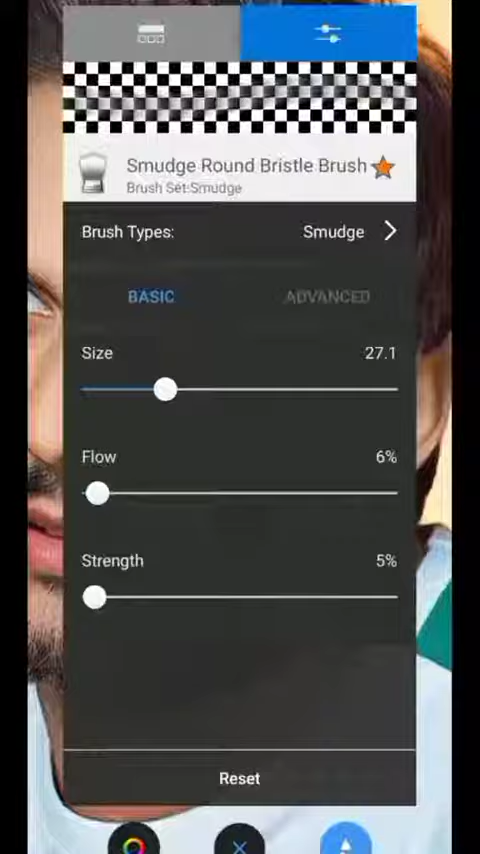 Smudge Round Bristle Brush
Brush Set:Smudge
Brush Types: Smudge
BASIC ADVANCED
Size 27.1
Flow 6%
Strength 5%
Reset